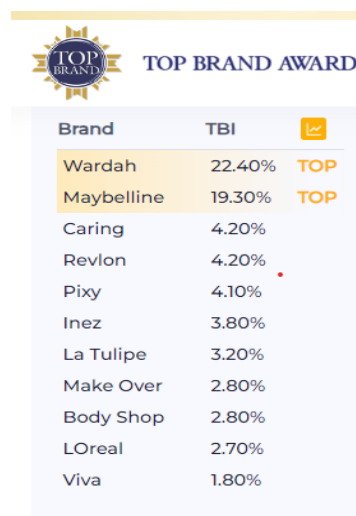 TOP
BRAND
TOP BRAND AWARD
Brand TBI
Wardah 22.40% TOP
Maybelline 19.30% TOP
Caring 4.20%
Revlon 4.20%
Pixy 4.10%
Inez 3.80%
La Tulipe 3.20%
Make Over 2.80%
Body Shop 2.80%
LOreal 2.70%
Viva 1.80%